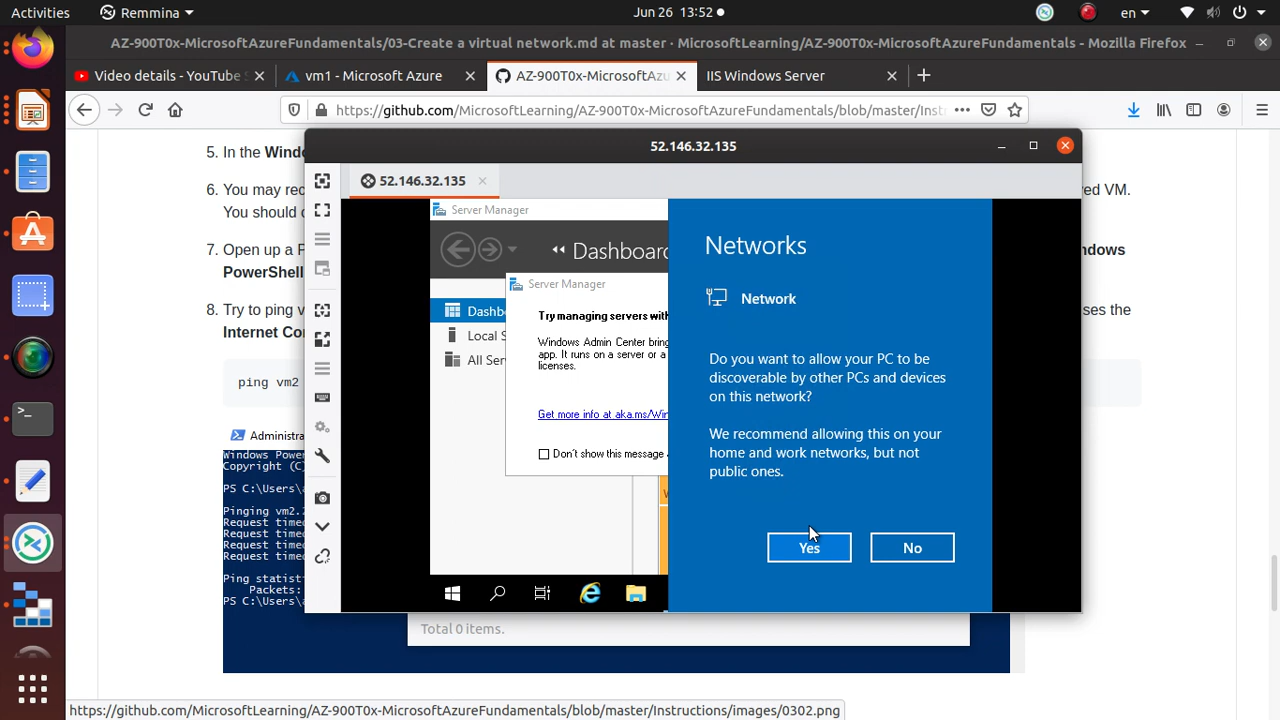 Activities
Remmina
Jun 26 13:52
en
AZ-900T0x-MicrosoftAzureFundamentals/03-Create a virtual network.md at master · MicrosoftLearning/AZ-900T0x-MicrosoftAzureFundamentals - Mozilla Firefox
Video details - YouTube S
vm1 - Microsoft Azure
AZ-900T0x-MicrosoftAzu
IIS Windows Server
https://github.com/MicrosoftLearning/AZ-900T0x-MicrosoftAzureFundamentals/blob/master/Inst
5. In the Windo
6. You may rec
ed VM.
You should c
7. Open up a P
ndows
PowerShell
8. Try to ping v
ses the
Internet Con
ping vm2
52.146.32.135
52.146.32.135
Server Manager
Dashboard
Server Manager
Try managing servers with
Windows Admin Center bring
app. It runs on a server or a
licenses.
Get more info at aka.ms/Win
Don't show this message a
Dashb
Local S
All Ser
Networks
Network
Do you want to allow your PC to be
discoverable by other PCs and devices
on this network?
We recommend allowing this on your
home and work networks, but not
public ones.
Yes
No
Administra
Windows Power
Copyright (C)
PS C:\Users\a
Pinging vm2.
Request time
Request time
Request time
Request time
Ping statisti
Packets:
PS C:\Users\a
Total 0 items.
https://github.com/MicrosoftLearning/AZ-900T0x-MicrosoftAzureFundamentals/blob/master/Instructions/images/0302.png